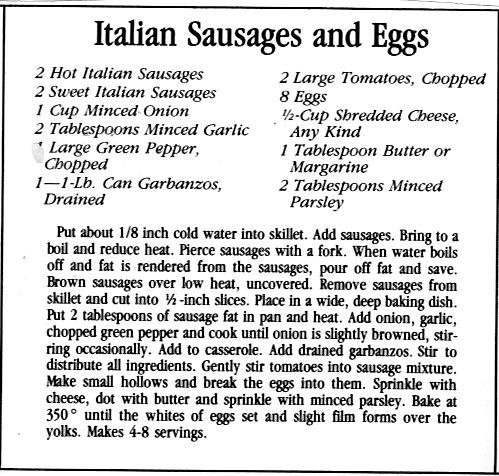 Italian Sausages and Eggs
2 Hot Italian Sausages
2 Sweet Italian Sausages
1 Cup Minced Onion
2 Tablespoons Minced Garlic
1 Large Green Pepper,
Chopped
1—1-Lb. Can Garbanzos,
Drained
2 Large Tomatoes, Chopped
8 Eggs
½-Cup Shredded Cheese,
Any Kind
1 Tablespoon Butter or
Margarine
2 Tablespoons Minced
Parsley
Put about 1/8 inch cold water into skillet. Add sausages. Bring to a
boil and reduce heat. Pierce sausages with a fork. When water boils
off and fat is rendered from the sausages, pour off fat and save.
Brown sausages over low heat, uncovered. Remove sausages from
skillet and cut into ½-inch slices. Place in a wide, deep baking dish.
Put 2 tablespoons of sausage fat in pan and heat. Add onion, garlic,
chopped green pepper and cook until onion is slightly browned, stir-
ring occasionally. Add to casserole. Add drained garbanzos. Stir to
distribute all ingredients. Gently stir tomatoes into sausage mixture.
Make small hollows and break the eggs into them. Sprinkle with
cheese, dot with butter and sprinkle with minced parsley. Bake at
350° until the whites of eggs set and slight film forms over the
yolks. Makes 4-8 servings.